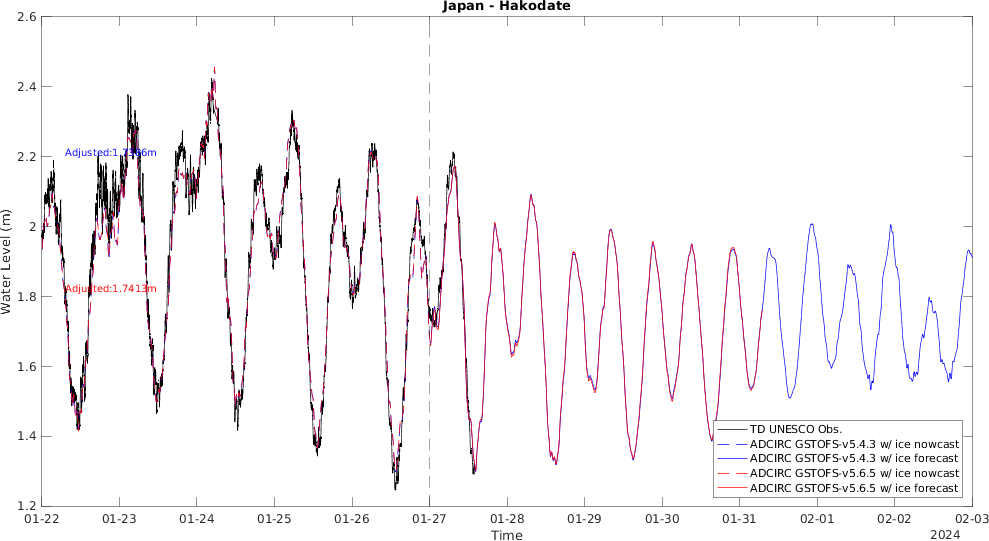 Japan - Hakodate
2.6
2.4
2.2
2
1.8
1.6
1.4
1.2
Water Level (m)
Adjusted:
Adjusted:1.7413m
TD UNESCO Obs.
ADCIRC GSTOFS-v5.4.3 w/ ice nowcast
ADCIRC GSTOFS-v5.4.3 w/ ice forecast
ADCIRC GSTOFS-v5.6.5 w/ ice nowcast
ADCIRC GSTOFS-v5.6.5 w/ ice forecast
01-22 01-23 01-24 01-25 01-26 01-27 01-28 01-29 01-30 01-31 02-01 02-02 02-03
Time
2024